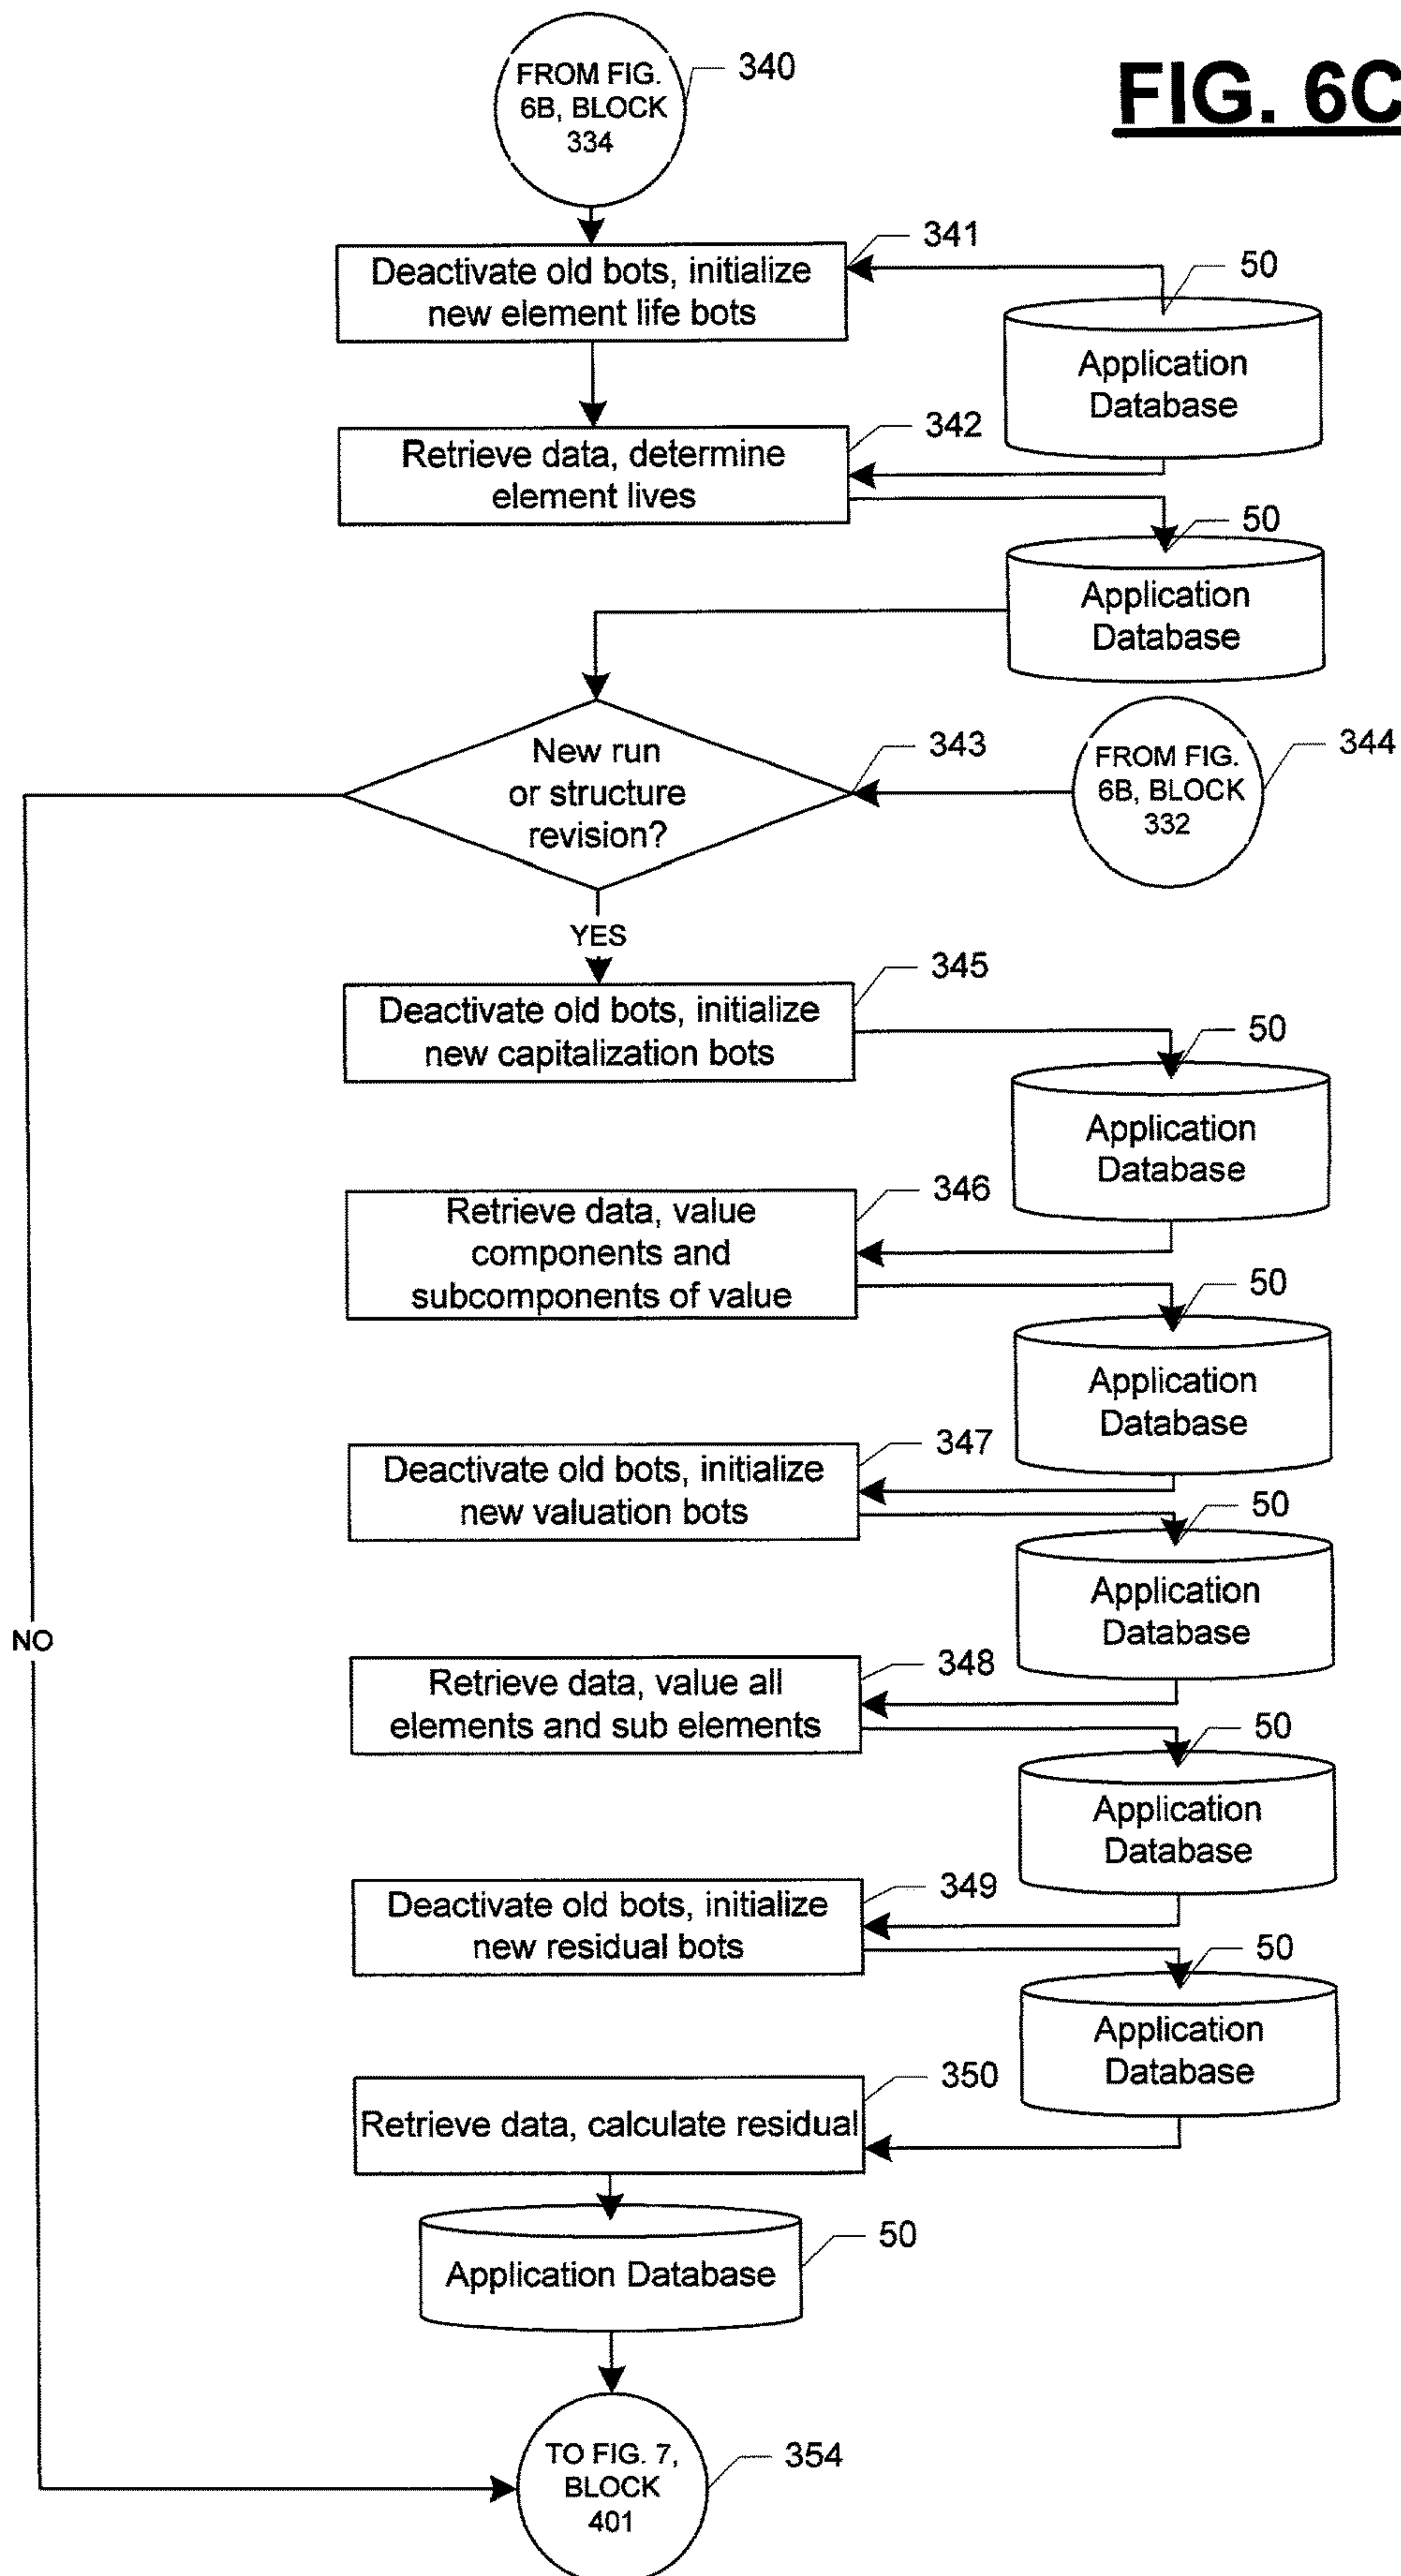 FIG. 6C
FROM FIG.
6B, BLOCK
334
340
341
Deactivate old bots, initialize
new element life bots
50
Application
Database
342
Retrieve data, determine
element lives
50
Application
Database
343
New run
or structure
revision?
FROM FIG.
6B, BLOCK
332
344
YES
345
Deactivate old bots, initialize
new capitalization bots
50
Application
Database
346
Retrieve data, value
components and
subcomponents of value
50
Application
Database
347
Deactivate old bots, initialize
new valuation bots
50
Application
Database
NO
348
Retrieve data, value all
elements and sub elements
50
Application
Database
349
Deactivate old bots, initialize
new residual bots
50
Application
Database
350
Retrieve data, calculate residual
50
Application Database
TO FIG. 7,
BLOCK
401
354